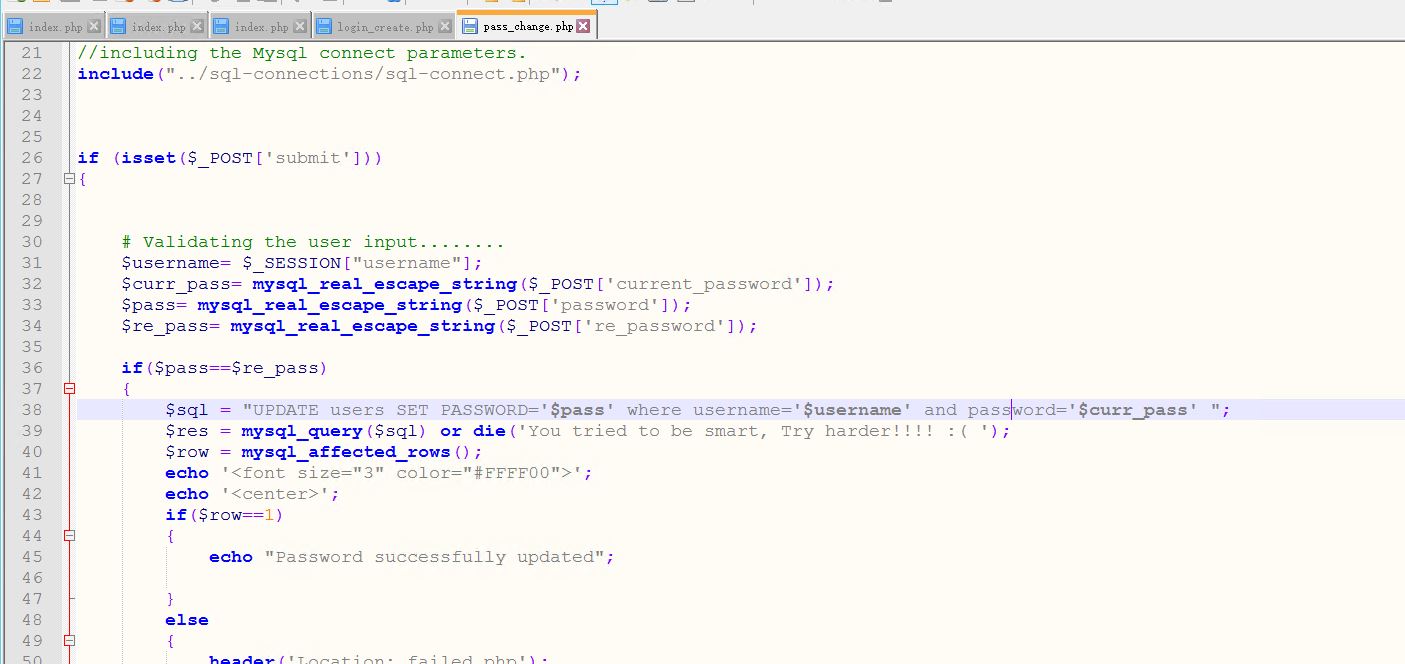 index.php index.php index.php login_create.php pass_change.php
21 //including the Mysql connect parameters.
22 include("../sql-connections/sql-connect.php");
23
24
25
26 if (isset($_POST['submit']))
27 {
28
29
30 # Validating the user input........
31 $username= $_SESSION["username"];
32 $curr_pass= mysql_real_escape_string($_POST['current_password']);
33 $pass= mysql_real_escape_string($_POST['password']);
34 $re_pass= mysql_real_escape_string($_POST['re_password']);
35
36 if($pass==$re_pass)
37 {
38 $sql = "UPDATE users SET PASSWORD='$pass' where username='$username' and password='$curr_pass' ";
39 $res = mysql_query($sql) or die('You tried to be smart, Try harder!!!! :( ');
40 $row = mysql_affected_rows();
41 echo '<font size="3" color="#FFFF00">';
42 echo '<center>';
43 if($row==1)
44 {
45 echo "Password successfully updated";
46
47 }
48 else
49 {
50 header('Location: failed.php');